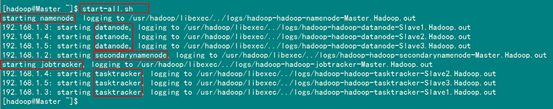 [hadoop@Master ~]$ start-all.sh
starting namenode, logging to /usr/hadoop/libexec/../logs/hadoop-hadoop-namenode-Master.Hadoop.out
192.168.1.3: starting datanode, logging to /usr/hadoop/libexec/../logs/hadoop-hadoop-datanode-Slave1.Hadoop.out
192.168.1.4: starting datanode, logging to /usr/hadoop/libexec/../logs/hadoop-hadoop-datanode-Slave2.Hadoop.out
192.168.1.5: starting datanode, logging to /usr/hadoop/libexec/../logs/hadoop-hadoop-datanode-Slave3.Hadoop.out
192.168.1.2: starting secondarynamenode, logging to /usr/hadoop/libexec/../logs/hadoop-hadoop-secondarynamenode-Master.Hadoop.out
starting jobtracker, logging to /usr/hadoop/libexec/../logs/hadoop-hadoop-jobtracker-Master.Hadoop.out
192.168.1.4: starting tasktracker, logging to /usr/hadoop/libexec/../logs/hadoop-hadoop-tasktracker-Slave2.Hadoop.out
192.168.1.5: starting tasktracker, logging to /usr/hadoop/libexec/../logs/hadoop-hadoop-tasktracker-Slave3.Hadoop.out
192.168.1.3: starting tasktracker, logging to /usr/hadoop/libexec/../logs/hadoop-hadoop-tasktracker-Slave1.Hadoop.out
[hadoop@Master ~]$